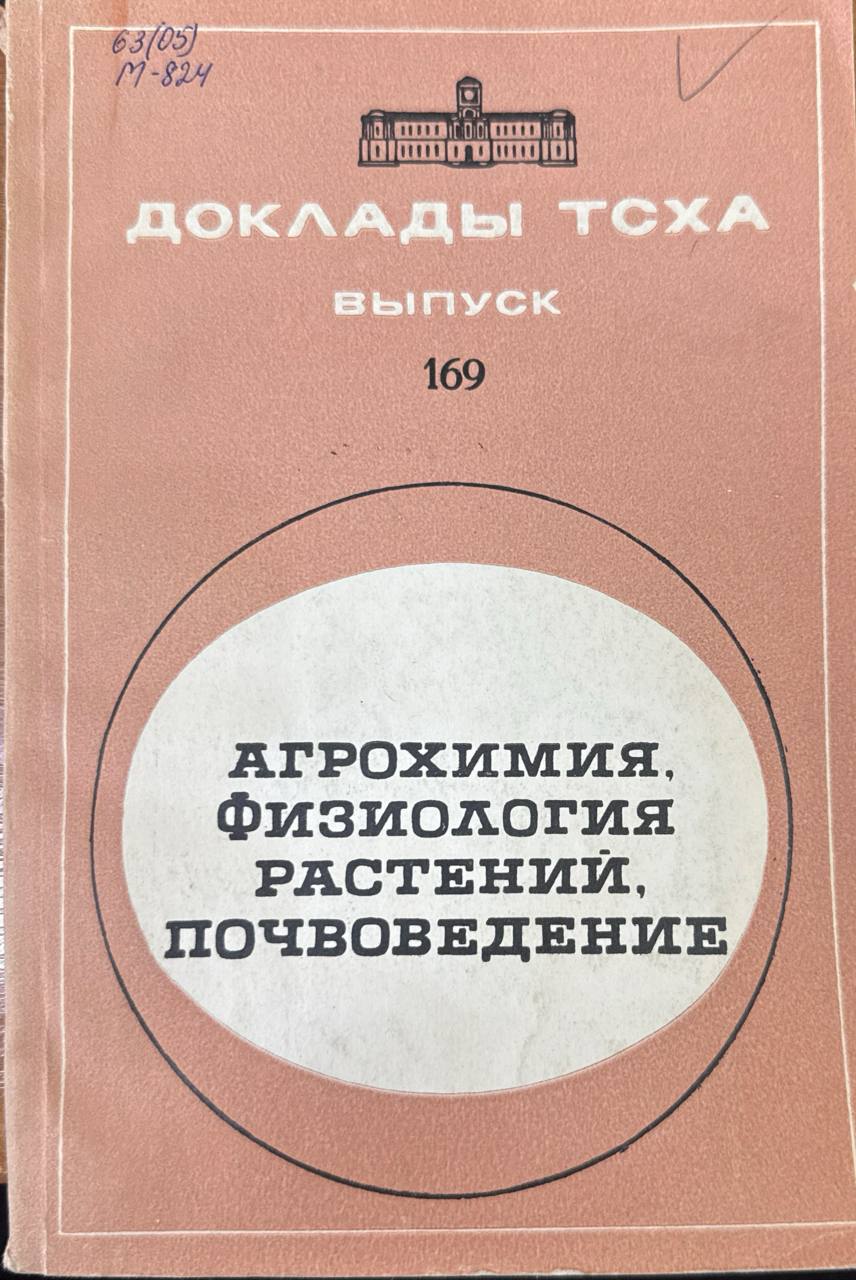 63(05)
М-824
ДОКЛАДЫ ТСХА
ВЫПУСК
169
АГРОХИМИЯ,
ФИЗИОЛОГИЯ
РАСТЕНИЙ,
ПОЧВОВЕДЕНИЕ